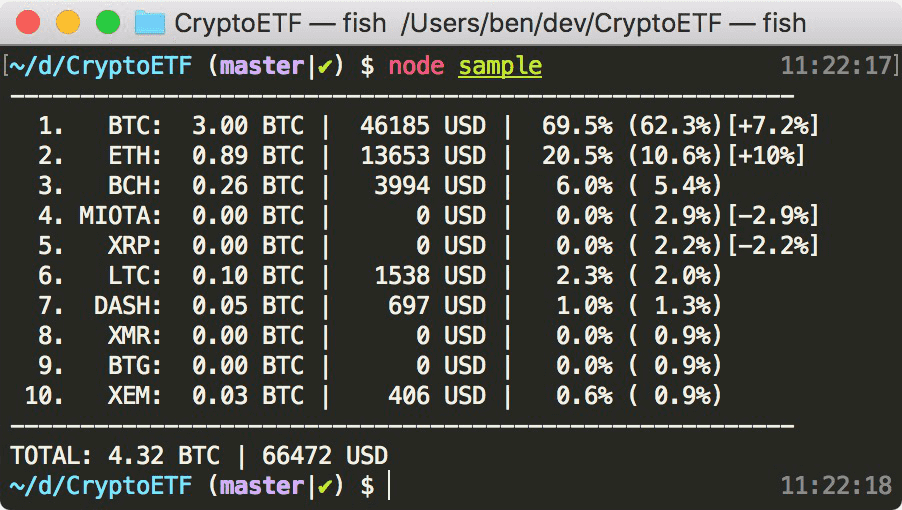 CryptoETF — fish /Users/ben/dev/CryptoETF — fish
[~/d/CryptoETF (master|✔) $ node sample 11:22:17]
1. BTC: 3.00 BTC | 46185 USD | 69.5% (62.3%)[+7.2%]
2. ETH: 0.89 BTC | 13653 USD | 20.5% (10.6%)[+10%]
3. BCH: 0.26 BTC | 3994 USD | 6.0% ( 5.4%)
4. MIOTA: 0.00 BTC | 0 USD | 0.0% ( 2.9%)[−2.9%]
5. XRP: 0.00 BTC | 0 USD | 0.0% ( 2.2%)[−2.2%]
6. LTC: 0.10 BTC | 1538 USD | 2.3% ( 2.0%)
7. DASH: 0.05 BTC | 697 USD | 1.0% ( 1.3%)
8. XMR: 0.00 BTC | 0 USD | 0.0% ( 0.9%)
9. BTG: 0.00 BTC | 0 USD | 0.0% ( 0.9%)
10. XEM: 0.03 BTC | 406 USD | 0.6% ( 0.9%)
TOTAL: 4.32 BTC | 66472 USD
~/d/CryptoETF (master|✔) $ 11:22:18